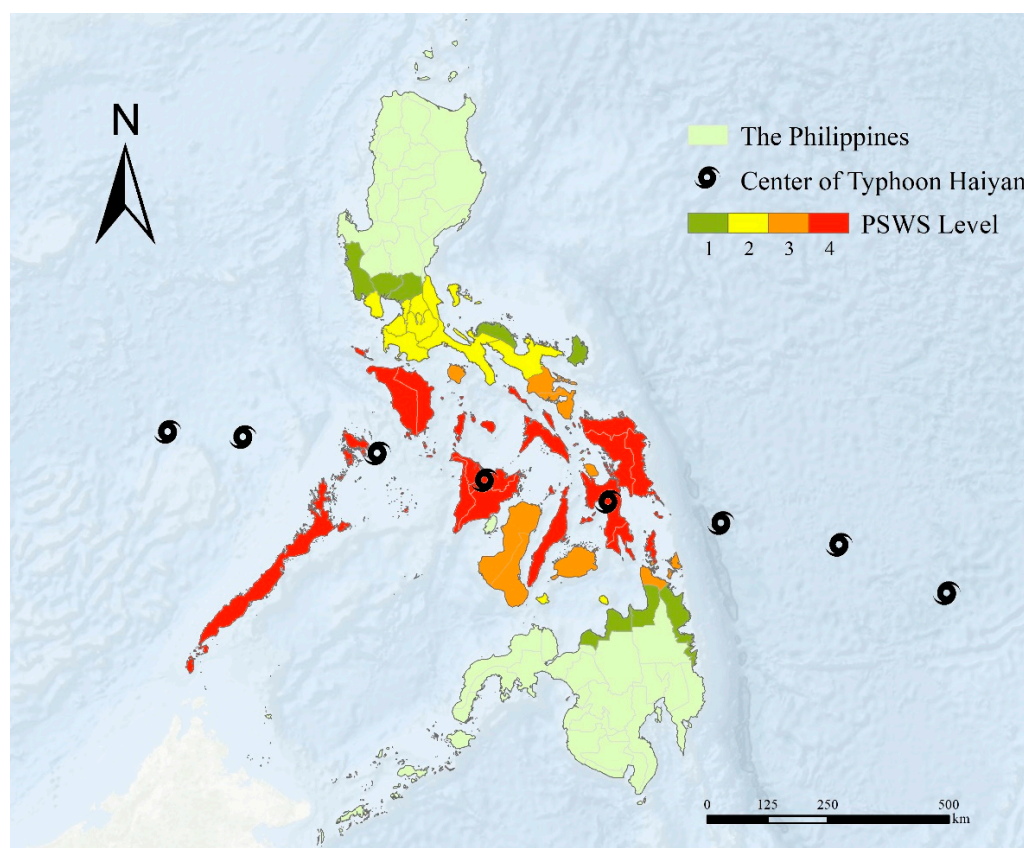 N
The Philippines
Center of Typhoon Haiyan
PSWS Level
1 2 3 4
0 125 250 500
km